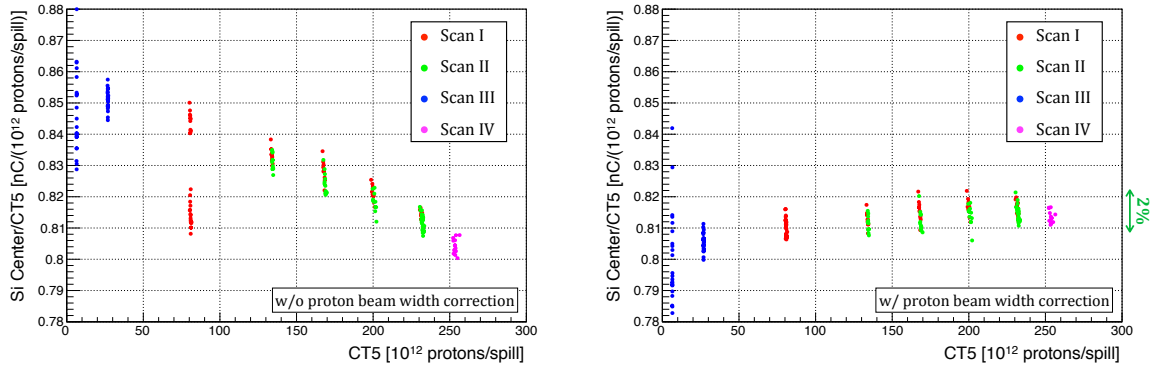 Si Center/CT5 [nC/(10¹² protons/spill)]
0.88
0.87
0.86
0.85
0.84
0.83
0.82
0.81
0.8
0.79
0.78
Scan I
Scan II
Scan III
Scan IV
w/o proton beam width correction
0 50 100 150 200 250 300
CT5 [10¹² protons/spill]
Si Center/CT5 [nC/(10¹² protons/spill)]
0.88
0.87
0.86
0.85
0.84
0.83
0.82
0.81
0.8
0.79
0.78
Scan I
Scan II
Scan III
Scan IV
2%
w/ proton beam width correction
0 50 100 150 200 250 300
CT5 [10¹² protons/spill]